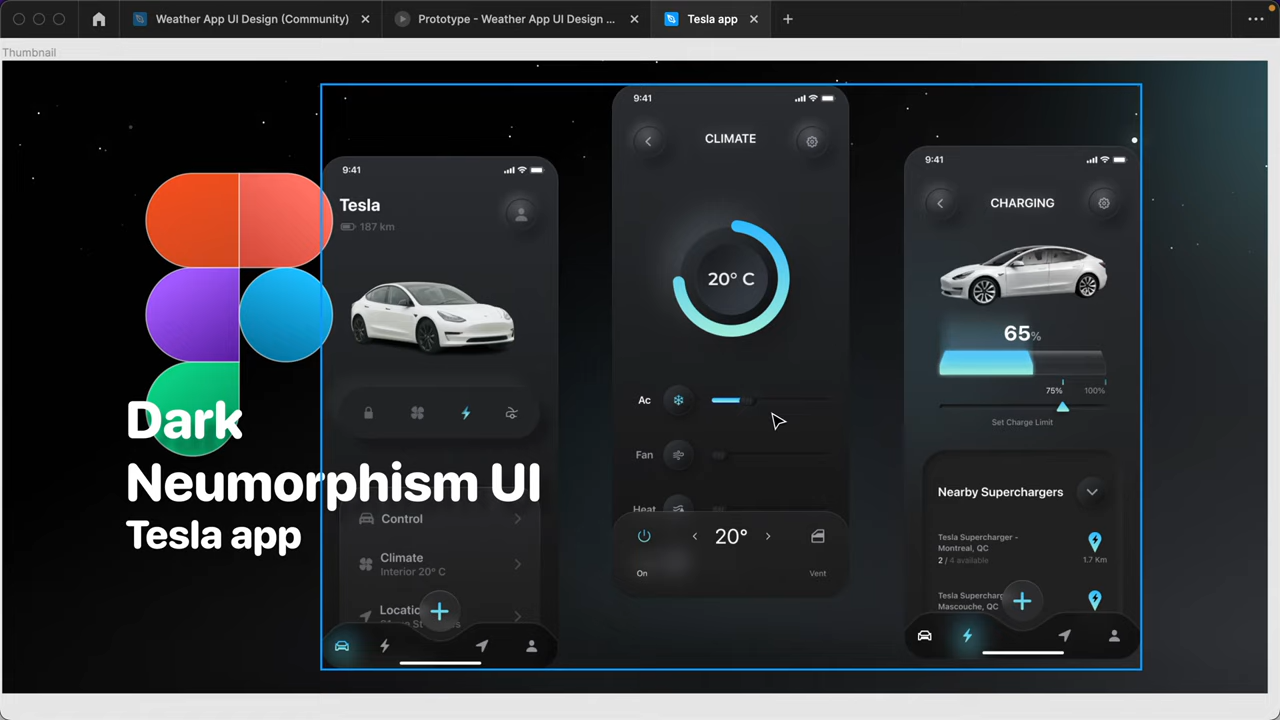 Weather App UI Design (Community)
Prototype - Weather App UI Design ...
Tesla app
Thumbnail
Dark
Neumorphism UI
Tesla app
9:41
Tesla
187 km
Control
Climate
Interior 20° C
9:41
CLIMATE
20° C
Ac
Fan
Heat
20°
On
Vent
9:41
CHARGING
65%
75%
100%
Set Charge Limit
Nearby Superchargers
Tesla Supercharger -
Montreal, QC
2 / 4 available
1.7 Km
Mascouche, QC